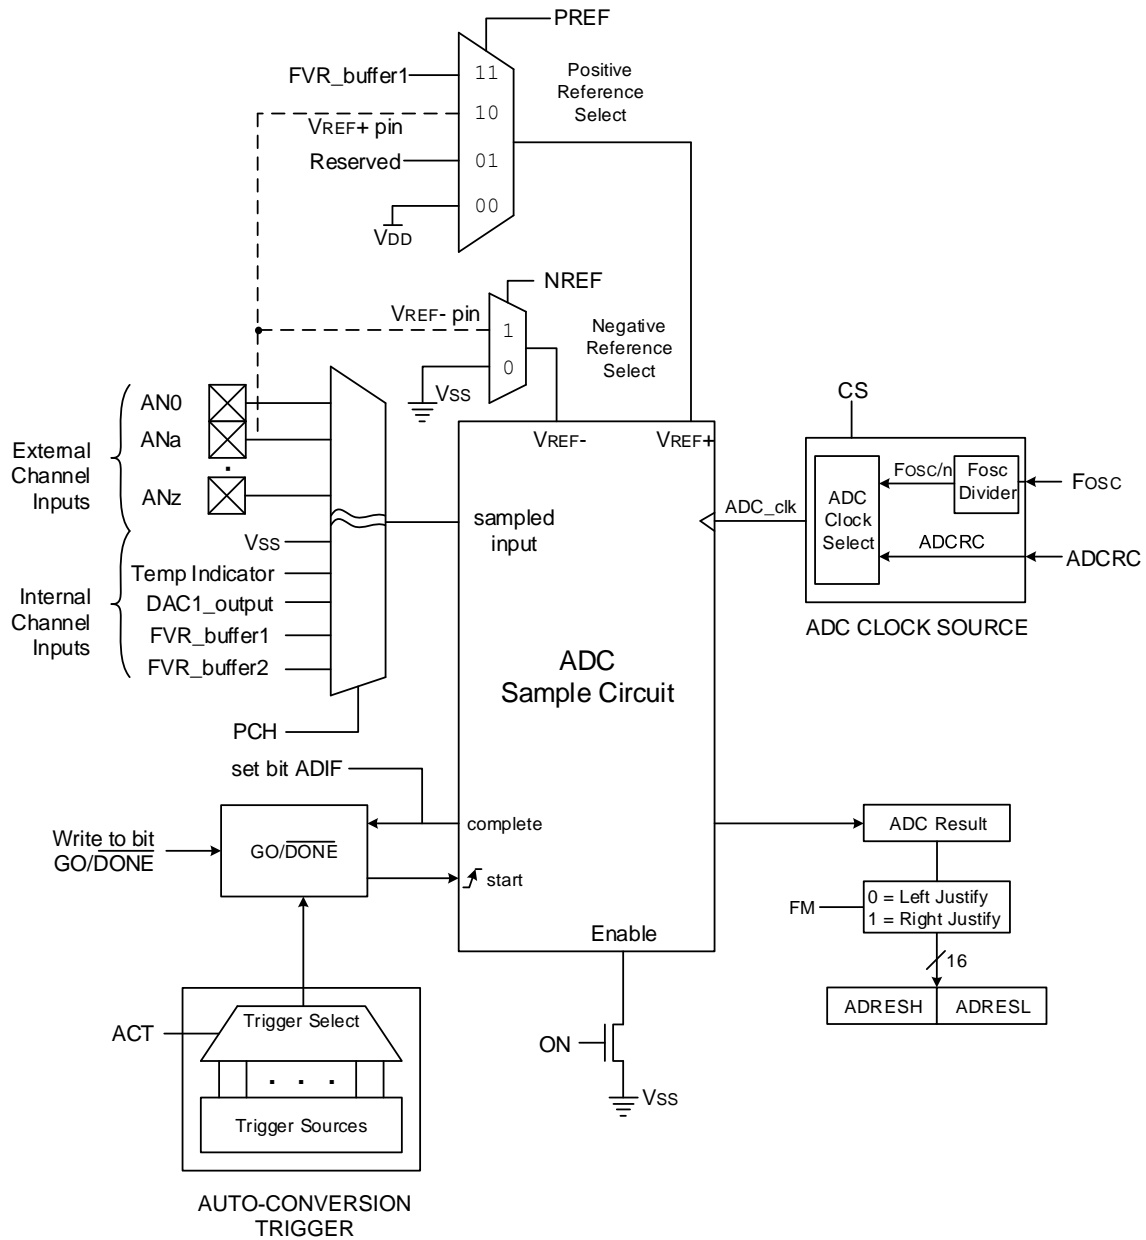 PREF
FVR_buffer1
11
Positive
Reference
Select
10
VREF+ pin
Reserved
01
00
VDD
NREF
VREF- pin
1
Negative
Reference
Select
0
VSS
External
Channel
Inputs
AN0
ANa
ANz
VREF-
VREF+
CS
ADC
Clock
Select
FOSC/n
Fosc
Divider
FOSC
ADC_clk
ADCRC
ADCRC
ADC CLOCK SOURCE
sampled
input
Internal
Channel
Inputs
VSS
Temp Indicator
DAC1_output
FVR_buffer1
FVR_buffer2
PCH
ADC
Sample Circuit
set bit ADIF
complete
Write to bit
GO/DONE
GO/DONE
start
Enable
ADC Result
FM
0 = Left Justify
1 = Right Justify
16
ADRESH
ADRESL
ON
VSS
ACT
Trigger Select
. . .
Trigger Sources
AUTO-CONVERSION
TRIGGER